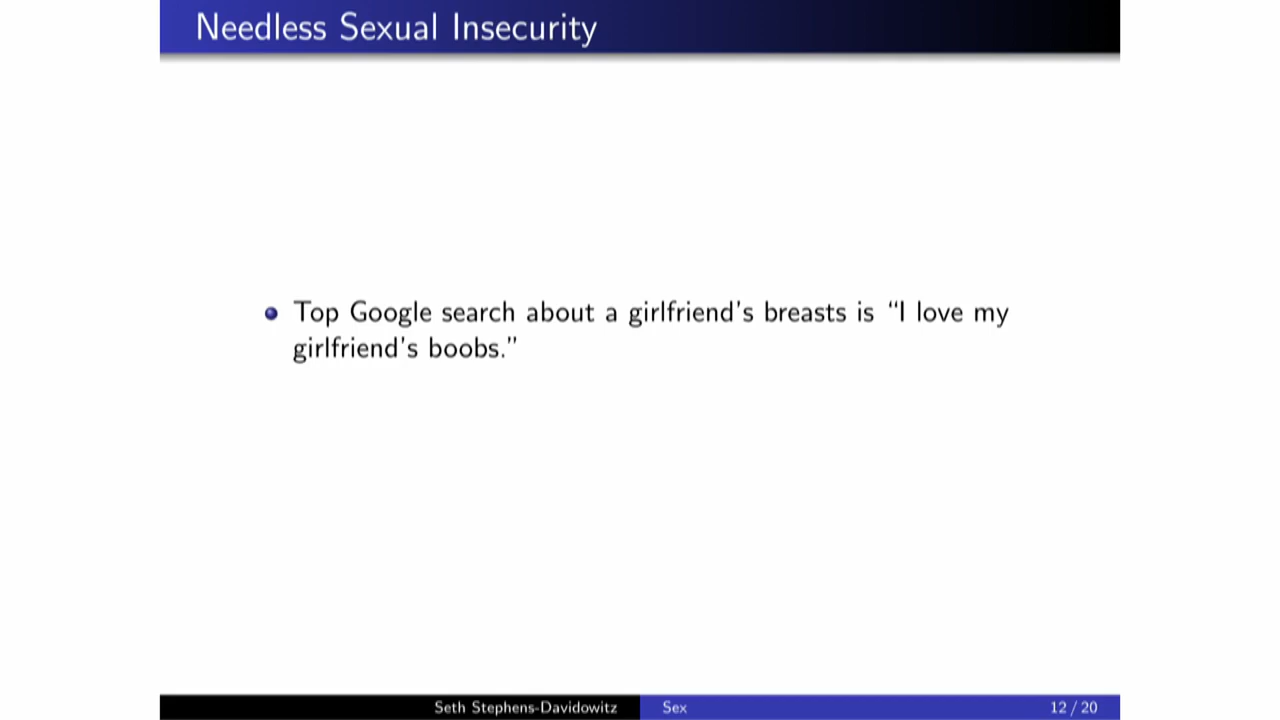 Needless Sexual Insecurity
Top Google search about a girlfriend's breasts is “I love my
girlfriend's boobs.”
Seth Stephens-Davidowitz
Sex
12 / 20